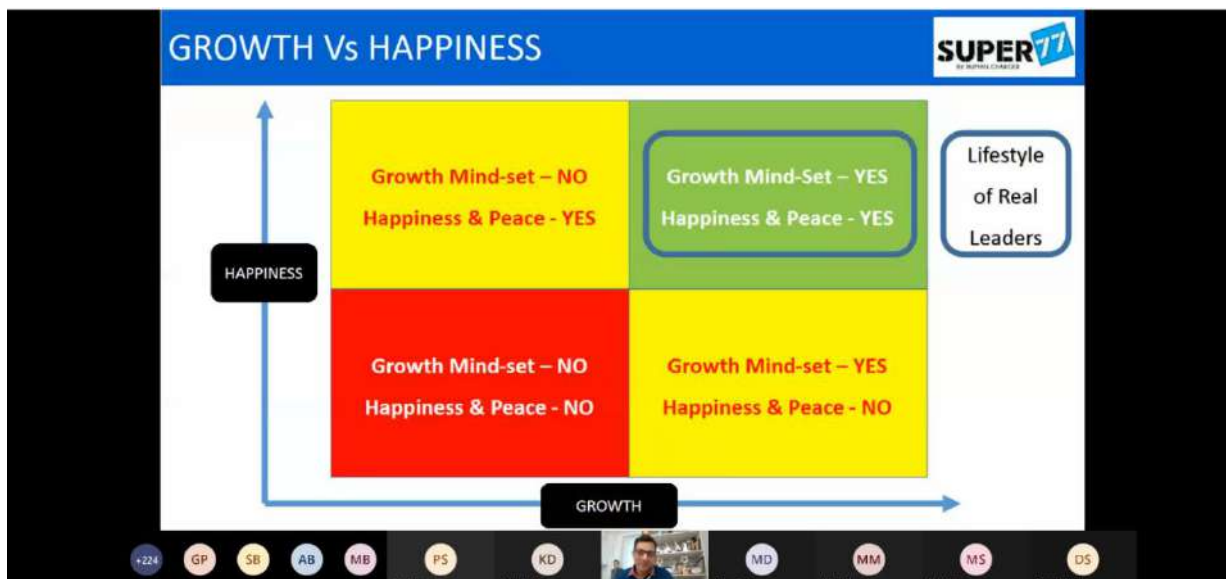 GROWTH Vs HAPPINESS
SUPER 77
Growth Mind-set – NO
Happiness & Peace - YES
Growth Mind-Set – YES
Happiness & Peace - YES
Lifestyle
of Real
Leaders
HAPPINESS
Growth Mind-set – NO
Happiness & Peace - NO
Growth Mind-set – YES
Happiness & Peace - NO
GROWTH
+224
GP
SB
AB
MB
PS
KD
MD
MM
MS
DS